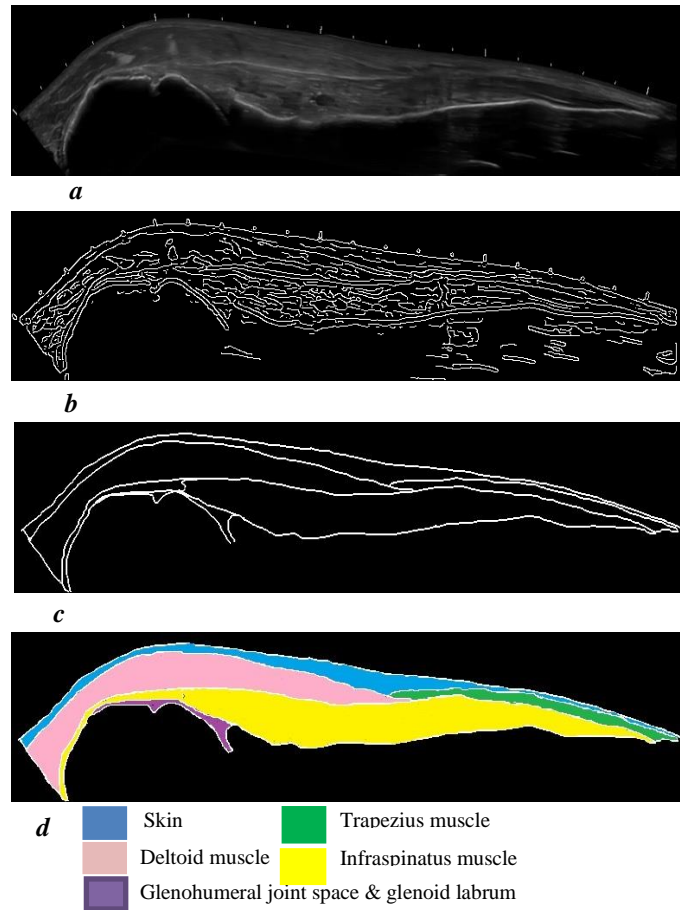 a
b
c
d
Skin
Trapezius muscle
Deltoid muscle
Infraspinatus muscle
Glenohumeral joint space & glenoid labrum